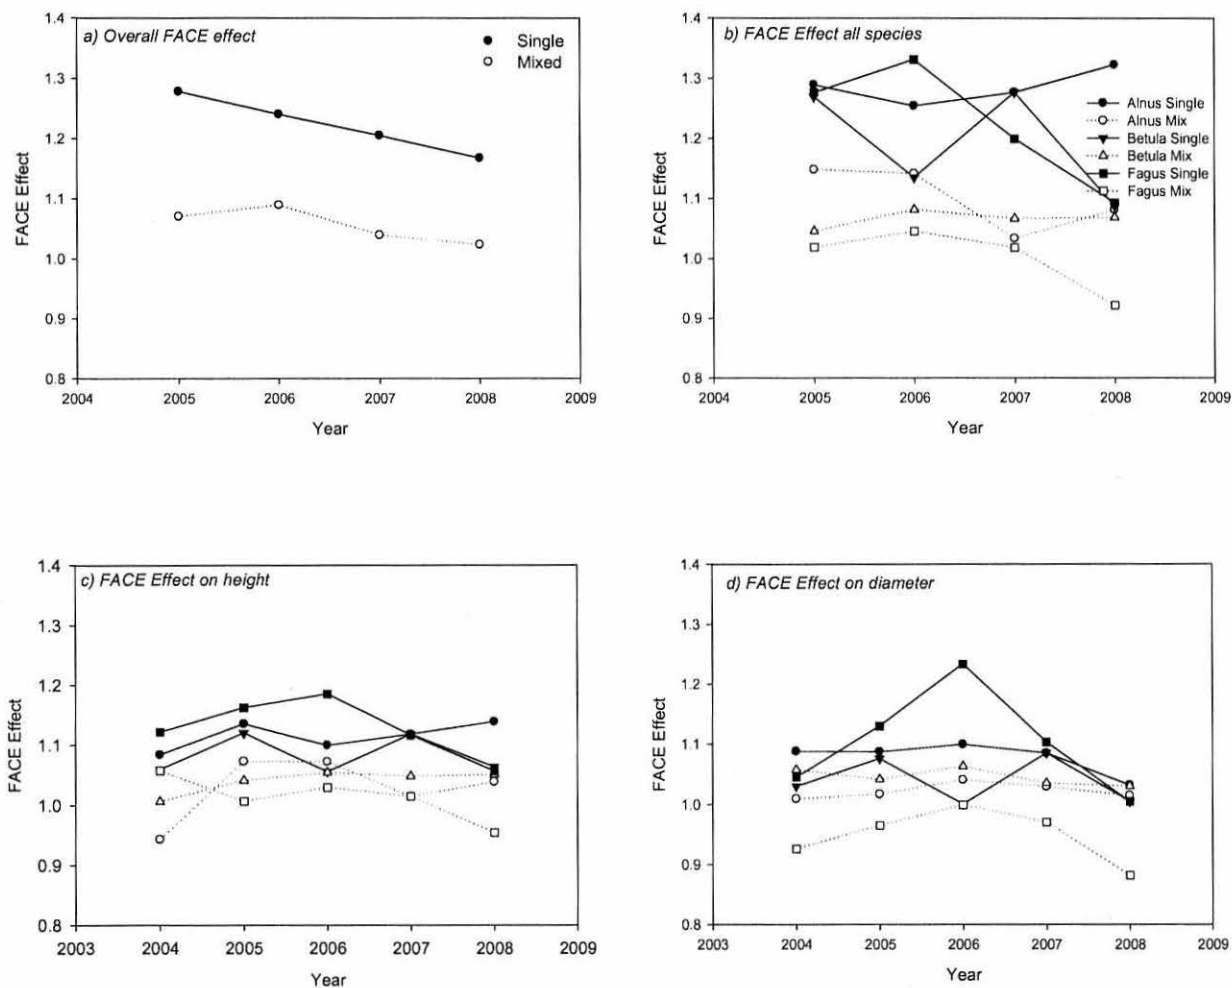 a) Overall FACE effect
Single
Mixed
1.4
1.3
1.2
1.1
1.0
0.9
0.8
FACE Effect
2004
2005
2006
2007
2008
2009
Year
b) FACE Effect all species
Alnus Single
Alnus Mix
Betula Single
Betula Mix
Fagus Single
Fagus Mix
1.4
1.3
1.2
1.1
1.0
0.9
0.8
FACE Effect
2004
2005
2006
2007
2008
2009
Year
c) FACE Effect on height
1.4
1.3
1.2
1.1
1.0
0.9
0.8
FACE Effect
2003
2004
2005
2006
2007
2008
2009
Year
d) FACE Effect on diameter
1.4
1.3
1.2
1.1
1.0
0.9
0.8
FACE Effect
2003
2004
2005
2006
2007
2008
2009
Year